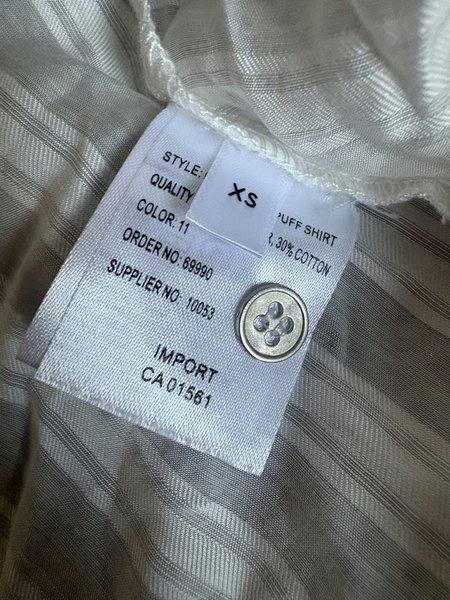 XS
STYLE:
PUFF SHIRT
QUALITY
, 30% COTTON
COLOR: 11
ORDER NO: 69990
SUPPLIER NO: 10053
IMPORT
CA 01561